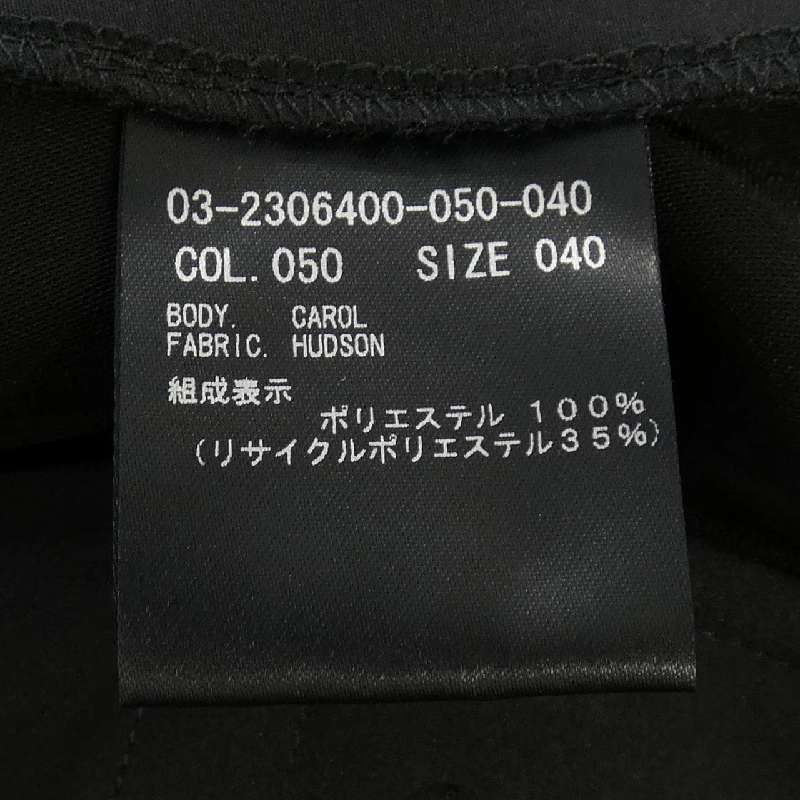 03-2306400-050-040
COL.050 SIZE 040
BODY. CAROL
FABRIC. HUDSON
組成表示
ポリエステル １００％
(リサイクルポリエステル３５％)